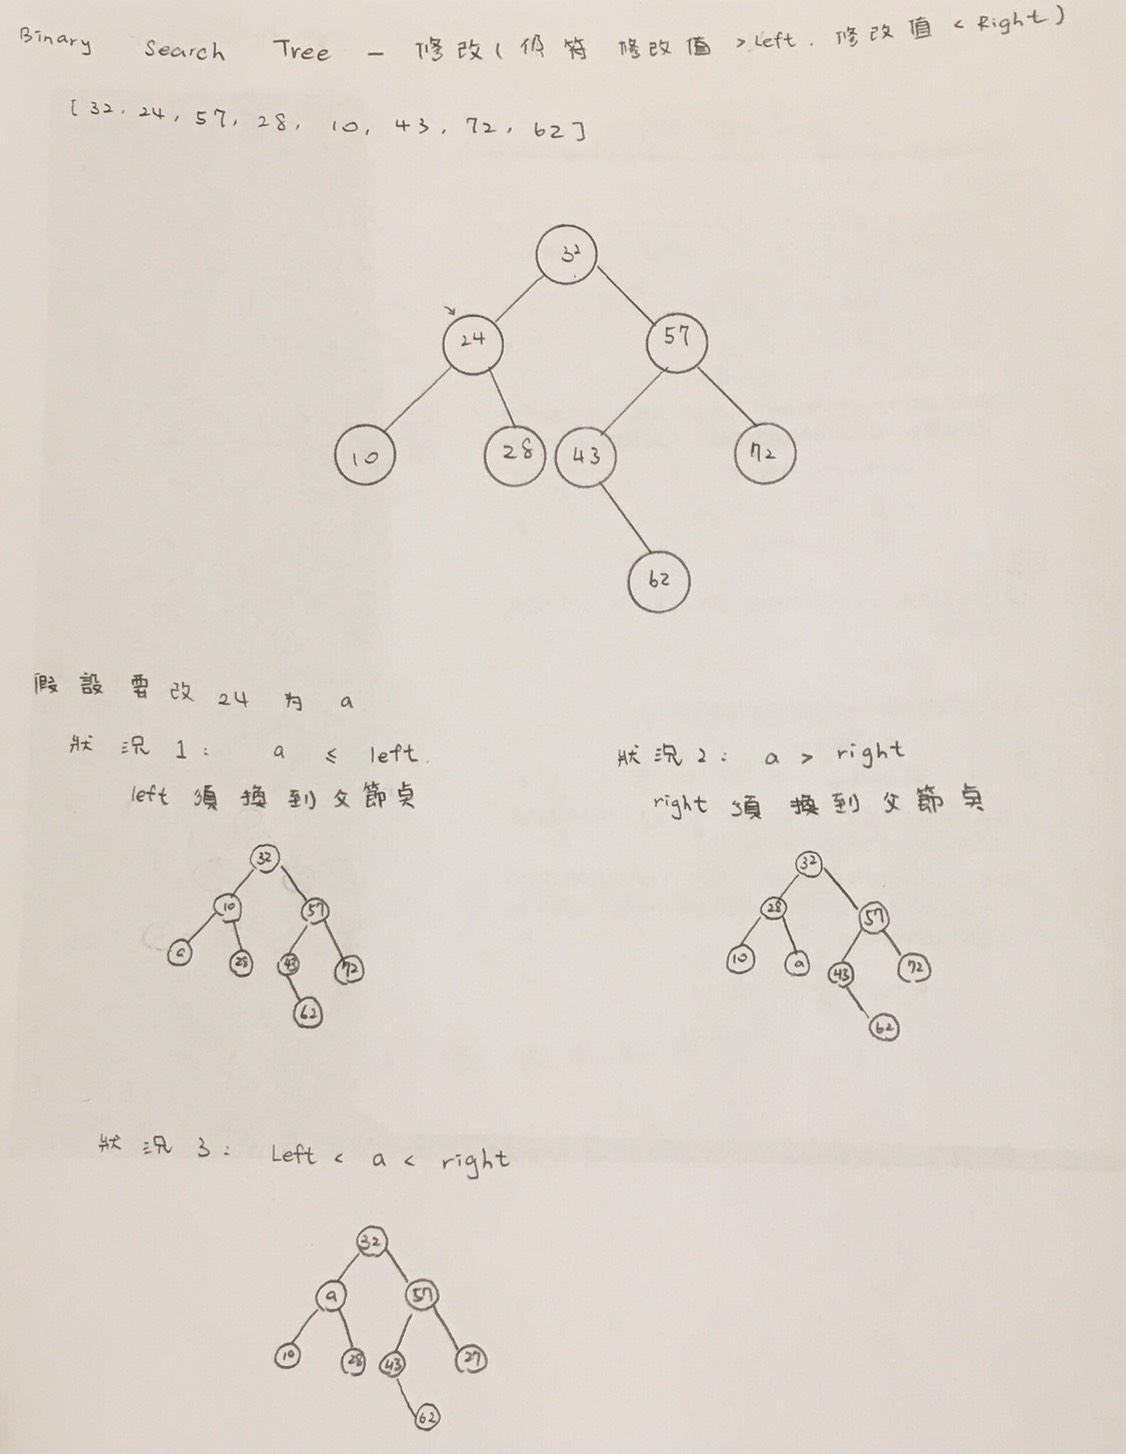 Binary Search Tree - 修改(仍符 修改值 > Left. 修改值 < Right)
[32, 24, 57, 28, 10, 43, 72, 62]
32
24 57
10 28 43 72
62
假設要改 24 為 a
狀況1: a ≤ left.
left 須換到父節點
32
10 57
a 28 43 72
62
狀況2: a > right
right 須換到父節點
32
28 57
10 a 43 72
62
狀況3: Left < a < right
32
a 57
10 28 43 27
62